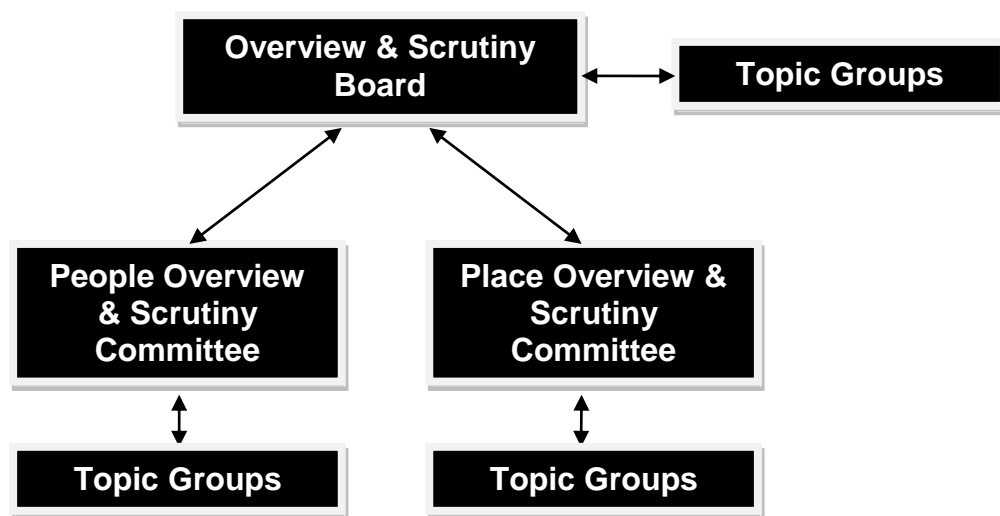 Overview & Scrutiny
Board
Topic Groups
People Overview
& Scrutiny
Committee
Place Overview &
Scrutiny
Committee
Topic Groups
Topic Groups